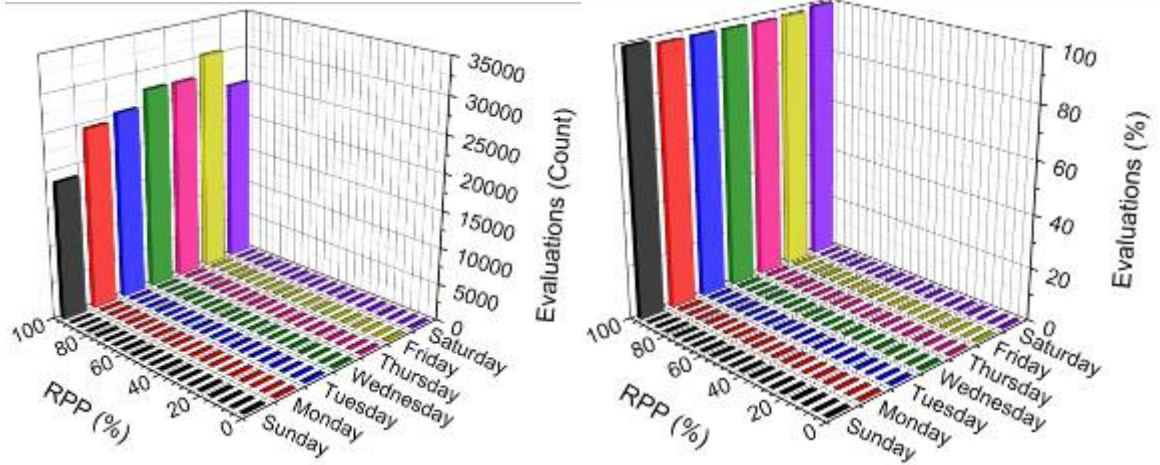 35000
30000
25000
20000
15000
10000
5000
0
Evaluations (Count)
100
80
60
40
20
0
RPP (%)
Saturday
Friday
Thursday
Wednesday
Tuesday
Monday
Sunday
100
80
60
40
20
0
Evaluations (%)
100
80
60
40
20
0
RPP (%)
Saturday
Friday
Thursday
Wednesday
Tuesday
Monday
Sunday